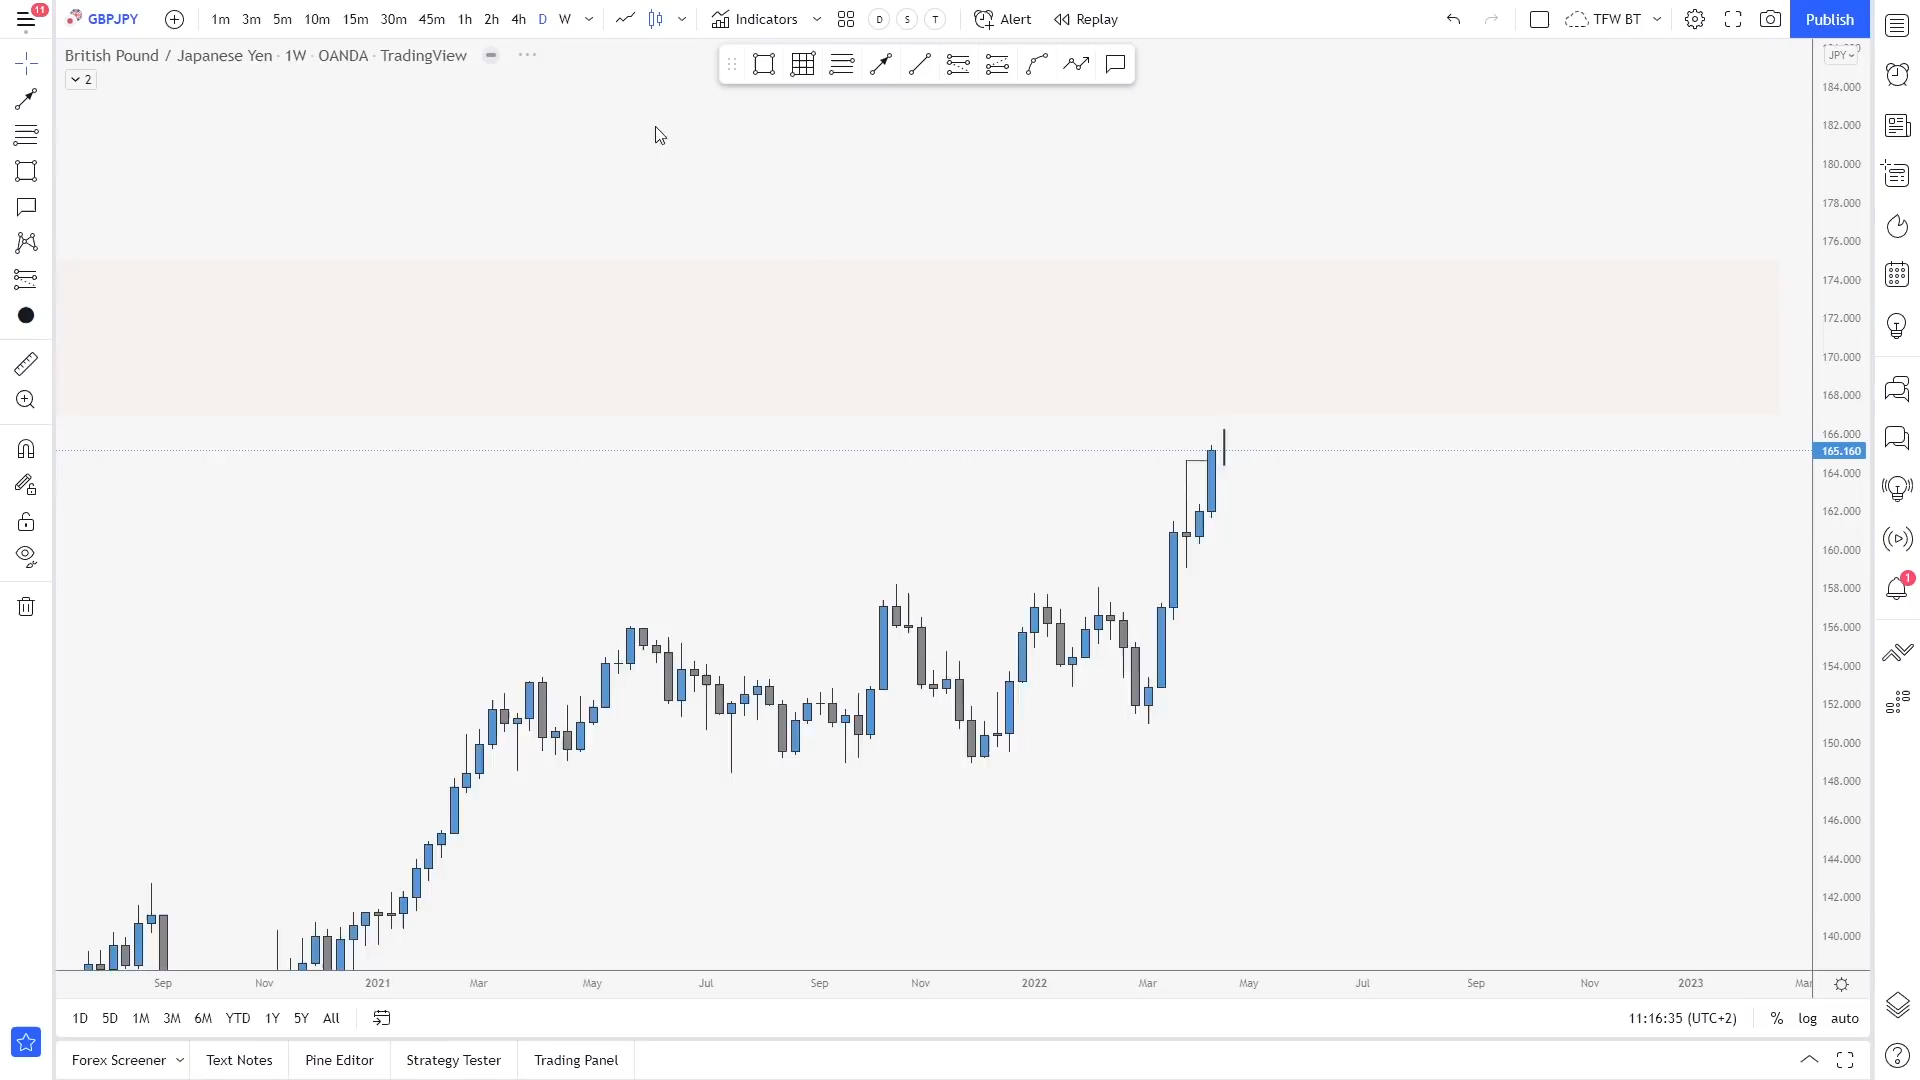 11
GBPJPY
1m 3m 5m 10m 15m 30m 45m 1h 2h 4h D W
Indicators
D S T
Alert
Replay
TFW BT
Publish
British Pound / Japanese Yen · 1W · OANDA · TradingView
2
JPY
184.000
182.000
180.000
178.000
176.000
174.000
172.000
170.000
168.000
166.000
165.160
164.000
162.000
160.000
158.000
156.000
154.000
152.000
150.000
148.000
146.000
144.000
142.000
140.000
1
Sep Nov 2021 Mar May Jul Sep Nov 2022 Mar May Jul Sep Nov 2023 Mar
1D 5D 1M 3M 6M YTD 1Y 5Y All
11:16:35 (UTC+2) % log auto
Forex Screener Text Notes Pine Editor Strategy Tester Trading Panel